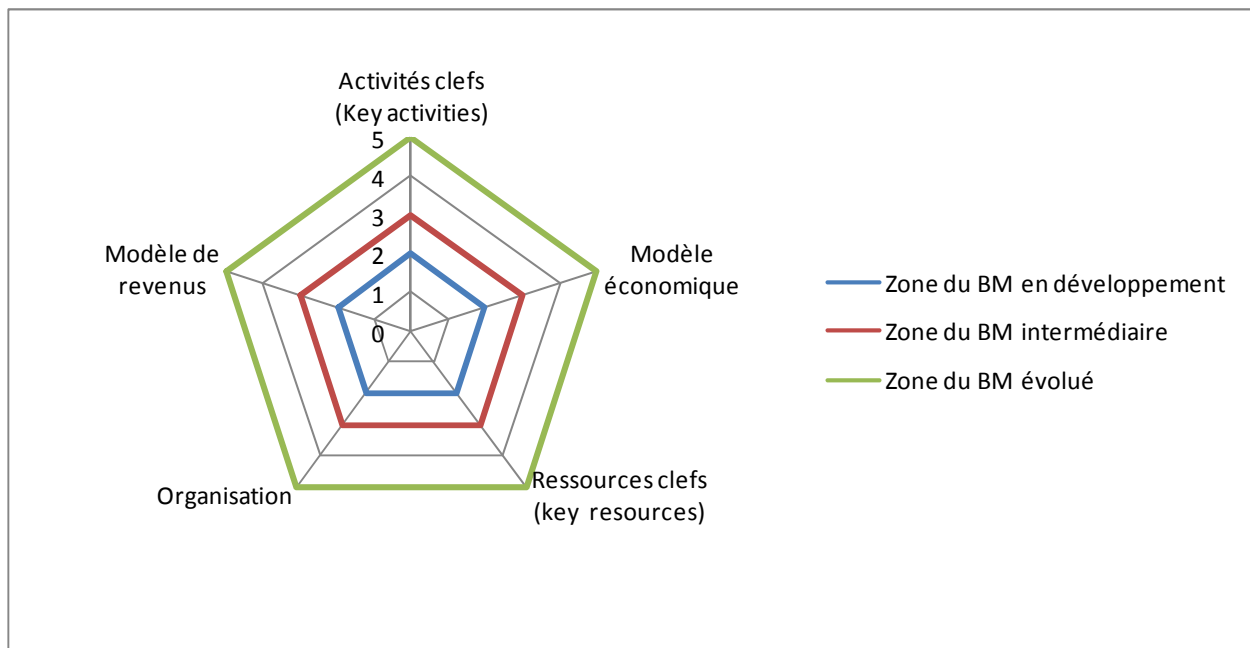 Activités clefs
(Key activities)
5
4
3
2
1
0
Modèle de
revenus
Modèle
économique
Organisation
Ressources clefs
(key resources)
Zone du BM en développement
Zone du BM intermédiaire
Zone du BM évolué